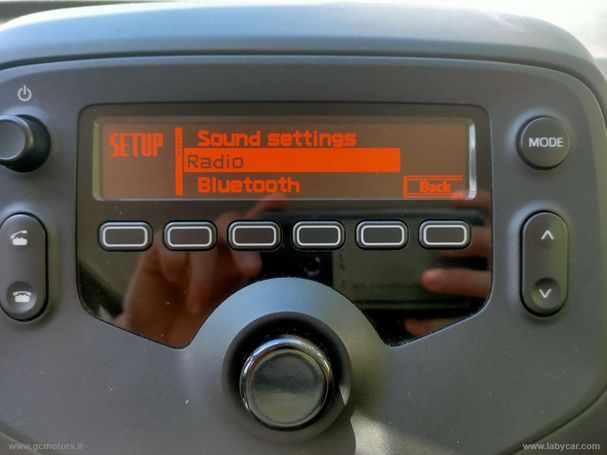 SETUP
Sound settings
Radio
Bluetooth
Back
MODE
www.gcmotors.it
www.labycar.com